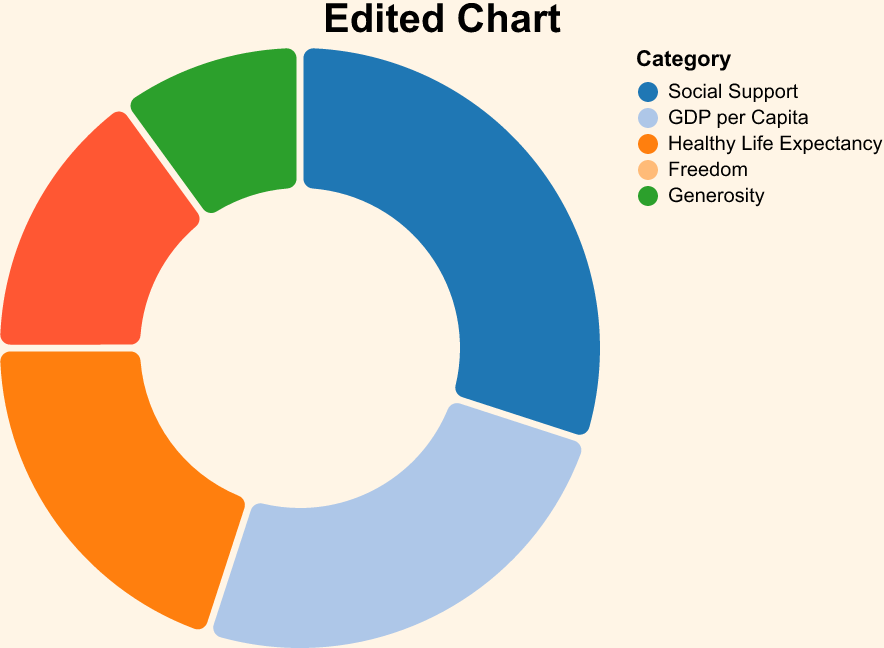 Edited Chart
Category
Social Support
GDP per Capita
Healthy Life Expectancy
Freedom
Generosity